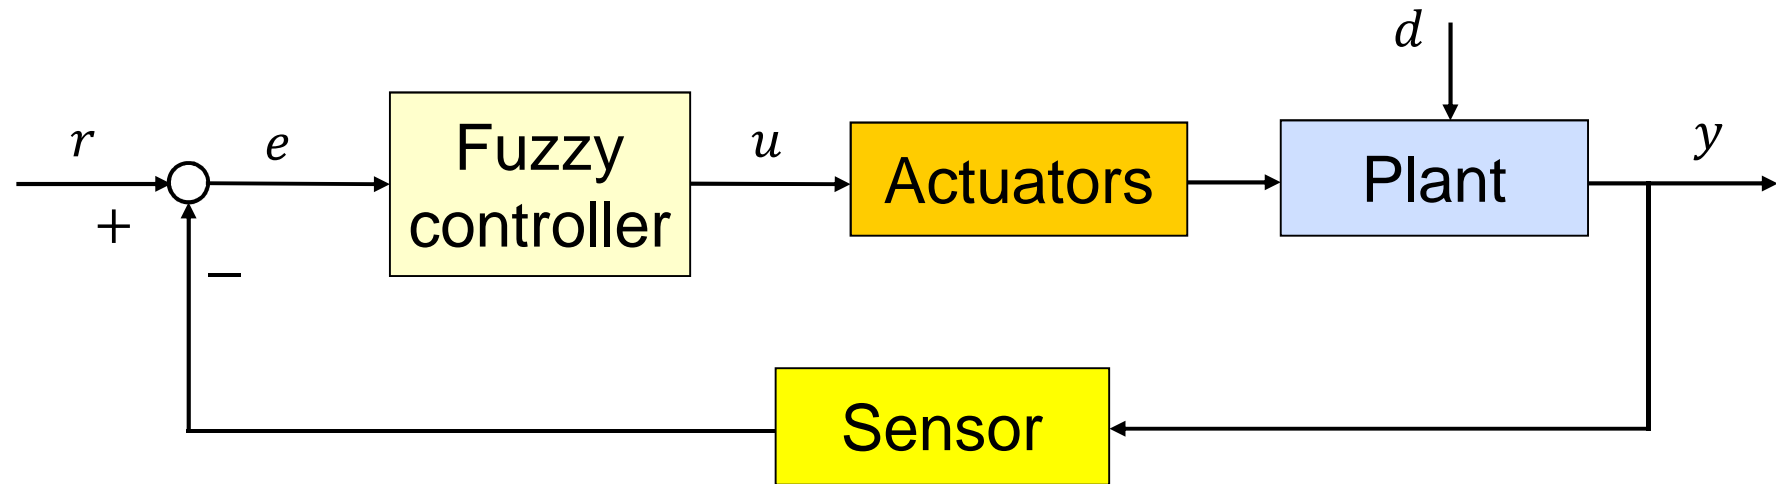 d
r
e
Fuzzy
controller
u
Actuators
Plant
y
+
−
Sensor